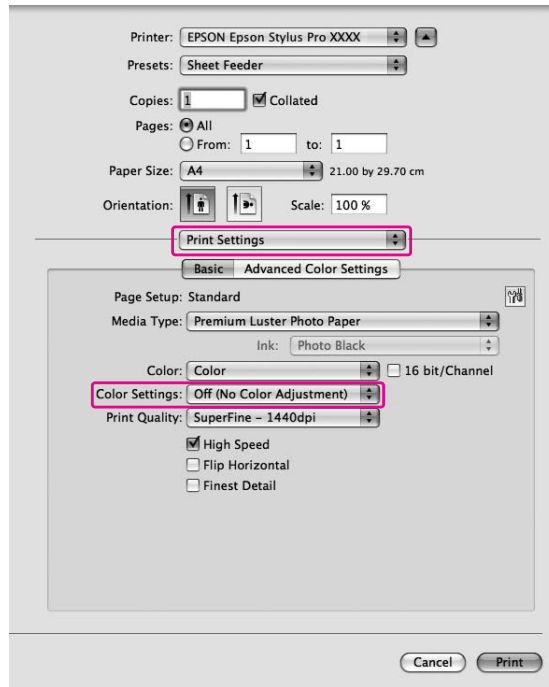 Printer: EPSON Epson Stylus Pro XXXX
Presets: Sheet Feeder
Copies: 1 Collated
Pages: All
From: 1 to: 1
Paper Size: A4 21.00 by 29.70 cm
Orientation: Scale: 100 %
Print Settings
Basic Advanced Color Settings
Page Setup: Standard
Media Type: Premium Luster Photo Paper
Ink: Photo Black
Color: Color 16 bit/Channel
Color Settings: Off (No Color Adjustment)
Print Quality: SuperFine – 1440dpi
High Speed
Flip Horizontal
Finest Detail
Cancel Print